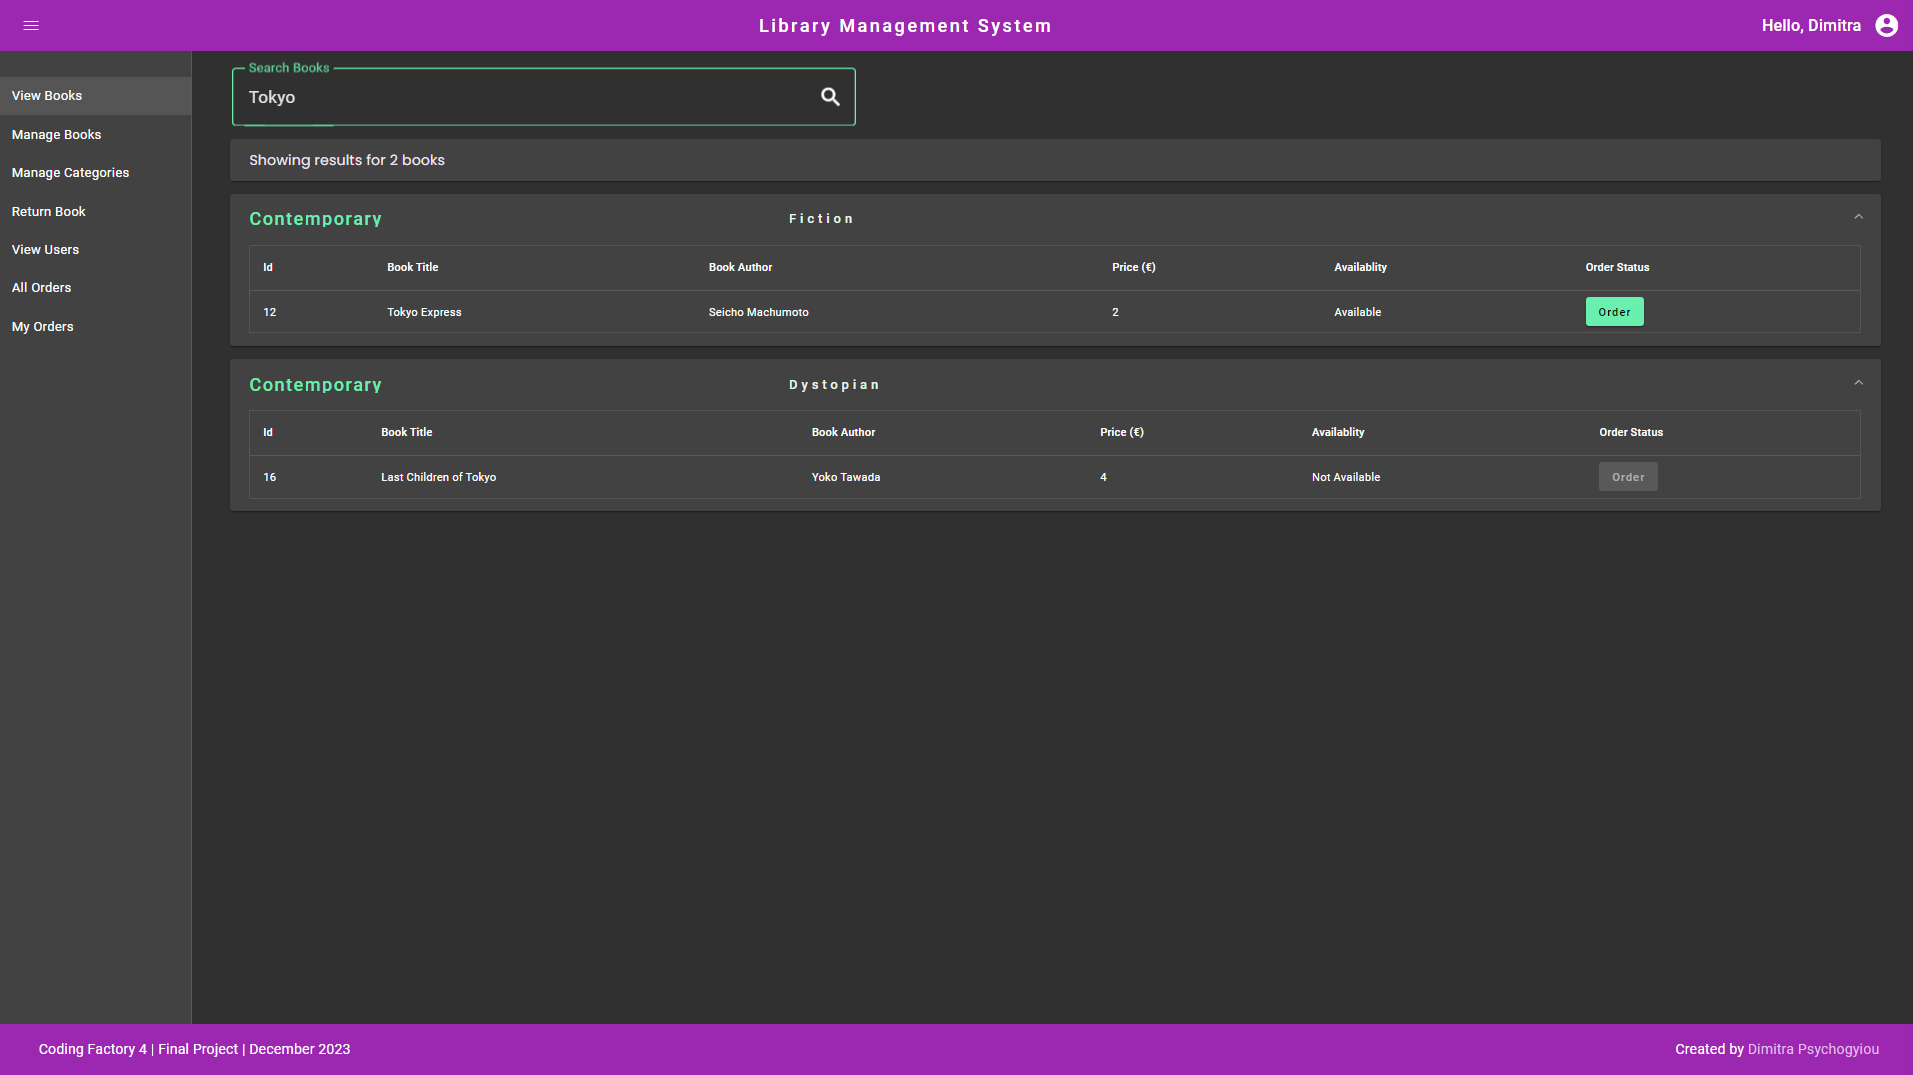 Library Management System
Hello, Dimitra
View Books
Manage Books
Manage Categories
Return Book
View Users
All Orders
My Orders
Search Books
Tokyo
Showing results for 2 books
Contemporary Fiction
Id Book Title Book Author Price (€) Availablity Order Status
12 Tokyo Express Seicho Machumoto 2 Available Order
Contemporary Dystopian
Id Book Title Book Author Price (€) Availablity Order Status
16 Last Children of Tokyo Yoko Tawada 4 Not Available Order
Coding Factory 4 | Final Project | December 2023
Created by Dimitra Psychogyiou